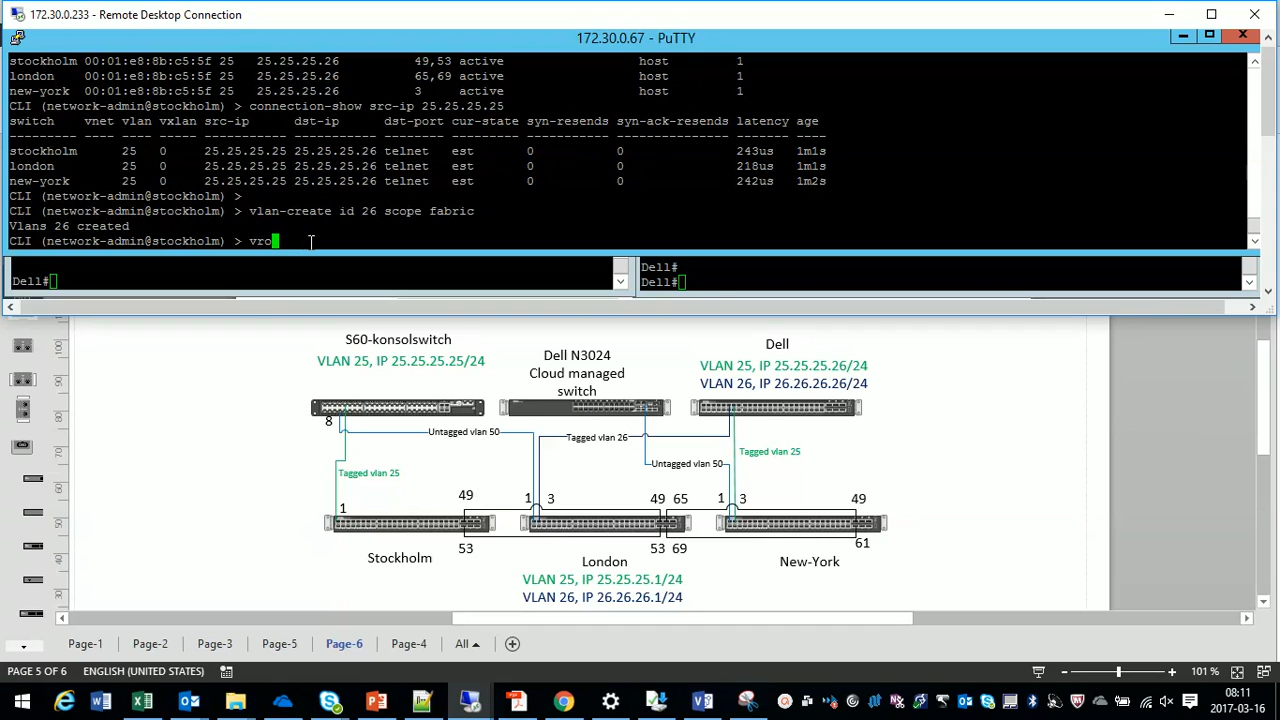 172.30.0.233 - Remote Desktop Connection
172.30.0.67 - PuTTY
stockholm 00:01:e8:8b:c5:5f 25 25.25.25.26 49,53 active host 1
london 00:01:e8:8b:c5:5f 25 25.25.25.26 65,69 active host 1
new-york 00:01:e8:8b:c5:5f 25 25.25.25.26 3 active host 1
CLI (network-admin@stockholm) > connection-show src-ip 25.25.25.25
switch vnet vlan vxlan src-ip dst-ip dst-port cur-state syn-resends syn-ack-resends latency age
--------- ---- ---- ----- ----------- ----------- -------- --------- ----------- --------------- ------- ----
stockholm 25 0 25.25.25.25 25.25.25.26 telnet est 0 0 243us 1m1s
london 25 0 25.25.25.25 25.25.25.26 telnet est 0 0 218us 1m1s
new-york 25 0 25.25.25.25 25.25.25.26 telnet est 0 0 242us 1m2s
CLI (network-admin@stockholm) >
CLI (network-admin@stockholm) > vlan-create id 26 scope fabric
Vlans 26 created
CLI (network-admin@stockholm) > vro
Dell#
Dell#
Dell#
S60-konsolswitch
VLAN 25, IP 25.25.25.25/24
Dell N3024
Cloud managed
switch
Dell
VLAN 25, IP 25.25.25.26/24
VLAN 26, IP 26.26.26.26/24
8
Untagged vlan 50
Tagged vlan 26
Untagged vlan 50
Tagged vlan 25
Tagged vlan 25
1
49
1
3
49
65
1
3
49
53
53
69
61
Stockholm
London
New-York
VLAN 25, IP 25.25.25.1/24
VLAN 26, IP 26.26.26.1/24
Page-1 Page-2 Page-3 Page-5 Page-6 Page-4 All
PAGE 5 OF 6 ENGLISH (UNITED STATES) 101 %
08:11
2017-03-16